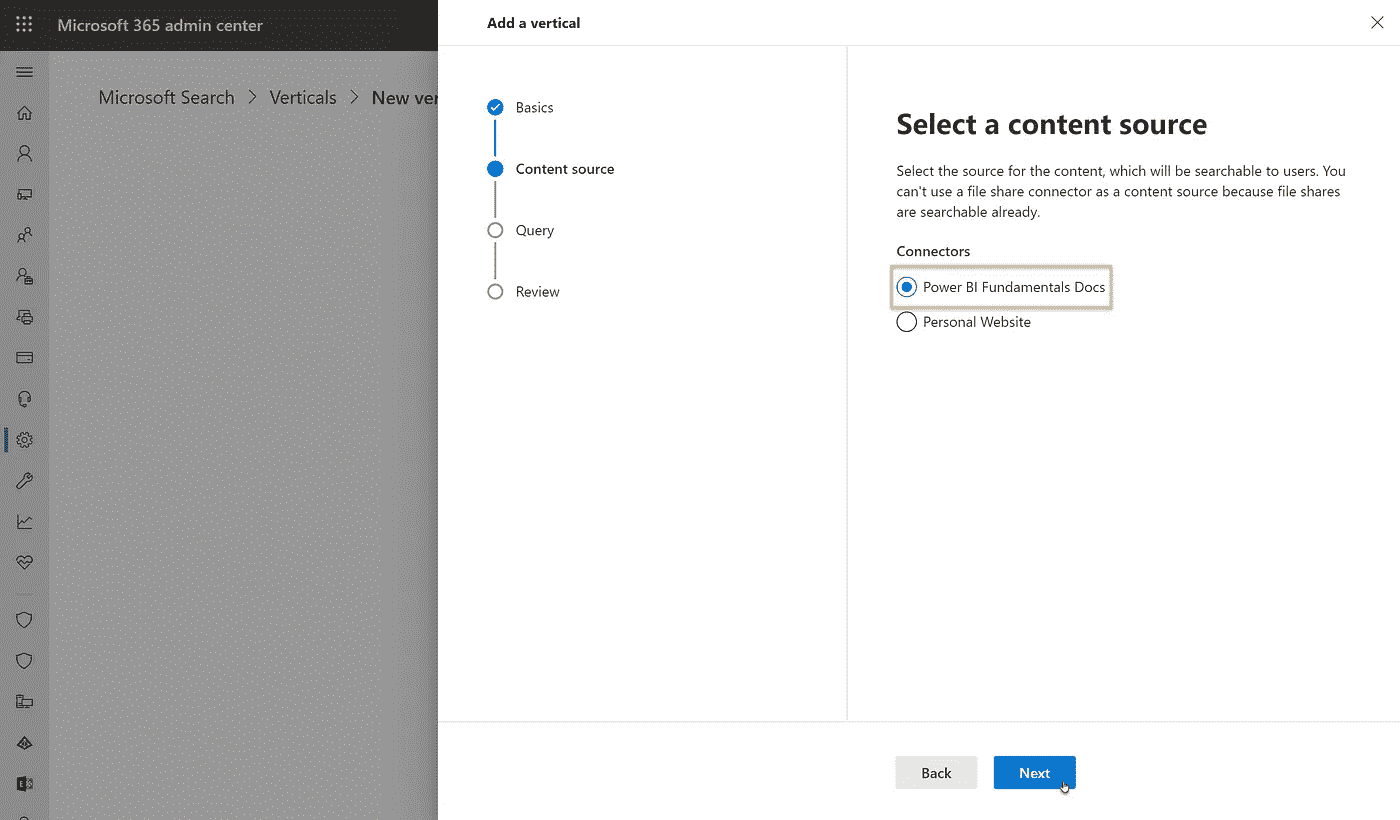 Microsoft 365 admin center
Add a vertical
Microsoft Search > Verticals > New ver
Basics
Content source
Query
Review
Select a content source
Select the source for the content, which will be searchable to users. You
can't use a file share connector as a content source because file shares
are searchable already.
Connectors
Power BI Fundamentals Docs
Personal Website
Back
Next